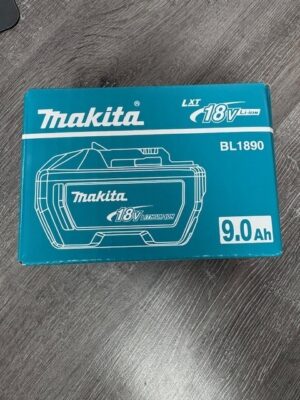 makita®
LXT 18V LI-ION
BL1890
makita
18V LITHIUM-ION
9.0Ah